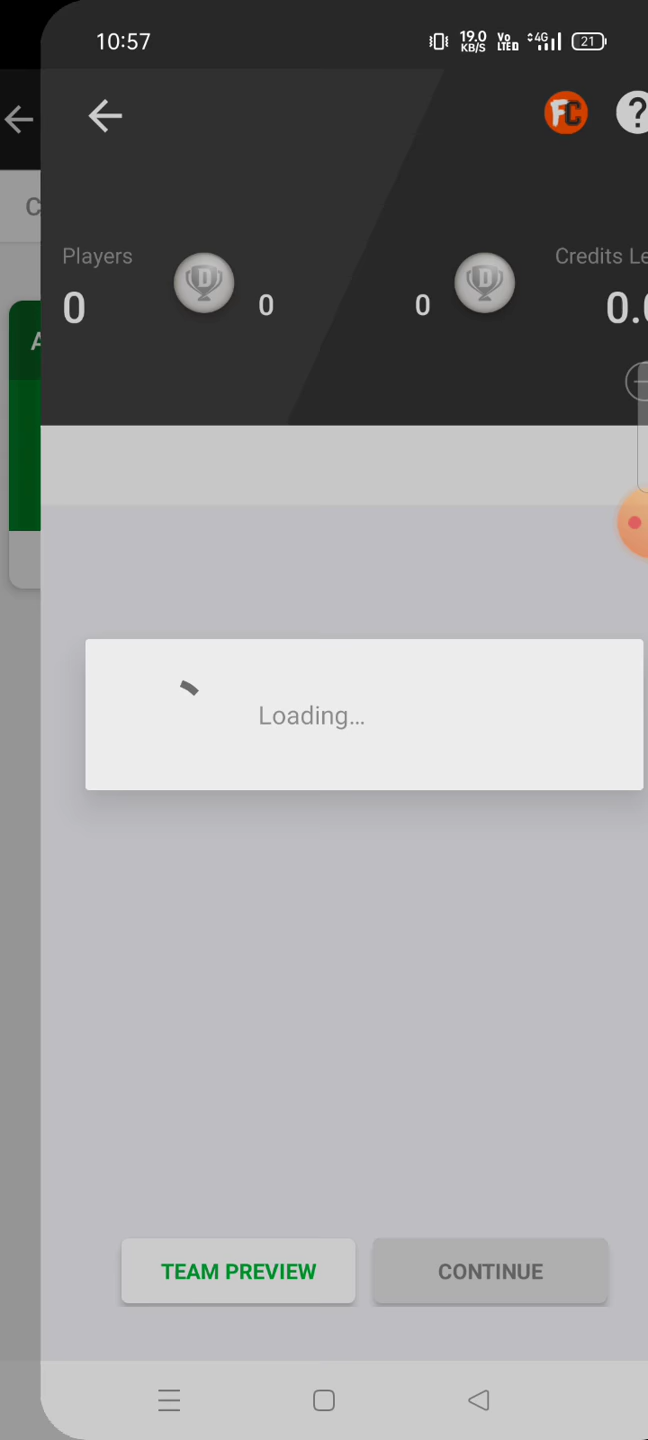 10:57
19.0
KB/S
Vo
LTE
4G
21
FC
?
C
Players
Credits Le
D
D
0
0
0
0.0
A
Loading...
TEAM PREVIEW
CONTINUE